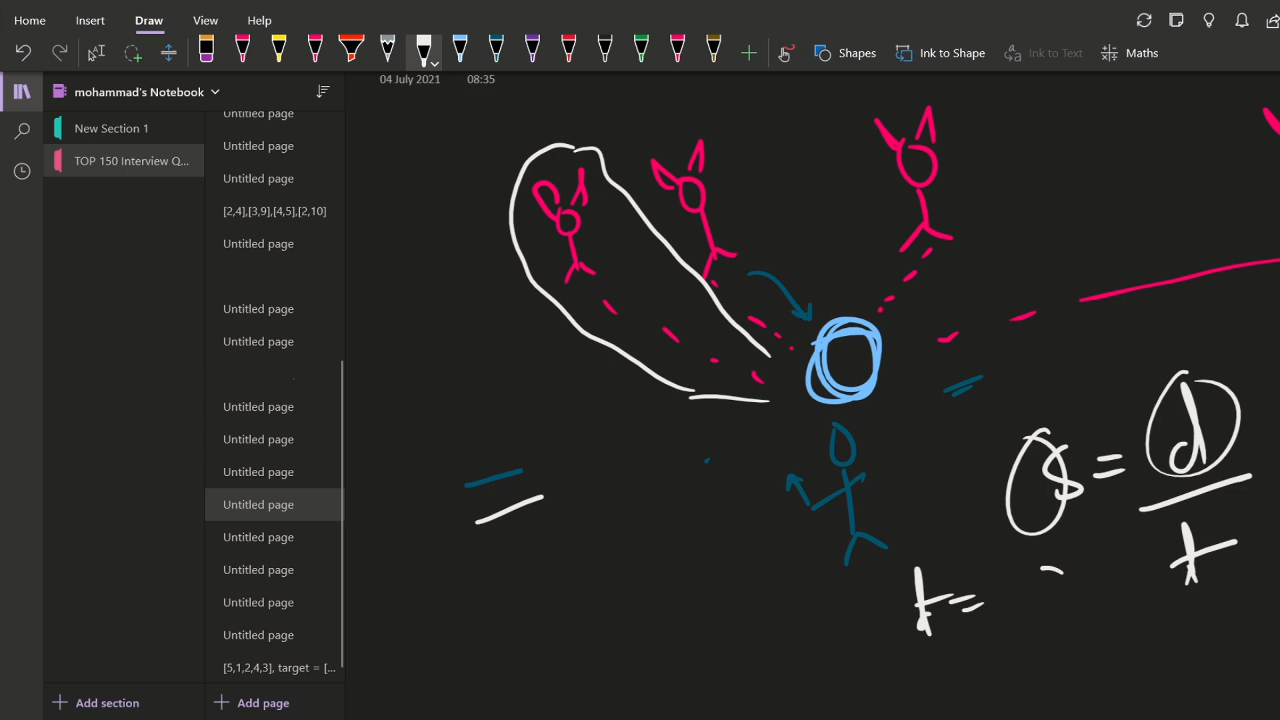 Home Insert Draw View Help
Shapes Ink to Shape Ink to Text Maths
04 July 2021 08:35
mohammad's Notebook
New Section 1
TOP 150 Interview Q...
Untitled page
Untitled page
Untitled page
[2,4],[3,9],[4,5],[2,10]
Untitled page
Untitled page
Untitled page
Untitled page
Untitled page
Untitled page
Untitled page
Untitled page
Untitled page
Untitled page
Untitled page
[5,1,2,4,3], target = [...
Add section
Add page
s = d
t
t =